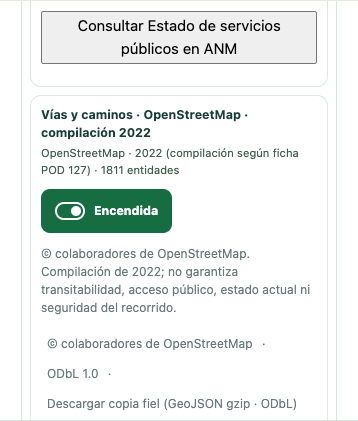 Consultar Estado de servicios
públicos en ANM
Vías y caminos · OpenStreetMap ·
compilación 2022
OpenStreetMap · 2022 (compilación según ficha
POD 127) · 1811 entidades
Encendida
© colaboradores de OpenStreetMap.
Compilación de 2022; no garantiza
transitabilidad, acceso público, estado actual ni
seguridad del recorrido.
© colaboradores de OpenStreetMap ·
ODbL 1.0 ·
Descargar copia fiel (GeoJSON gzip · ODbL)